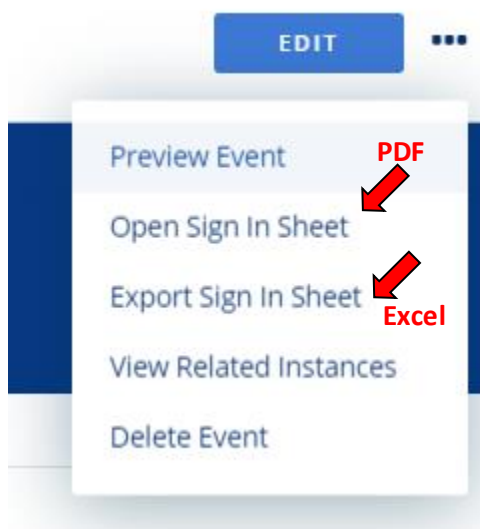 EDIT
Preview Event
PDF
Open Sign In Sheet
Export Sign In Sheet
Excel
View Related Instances
Delete Event